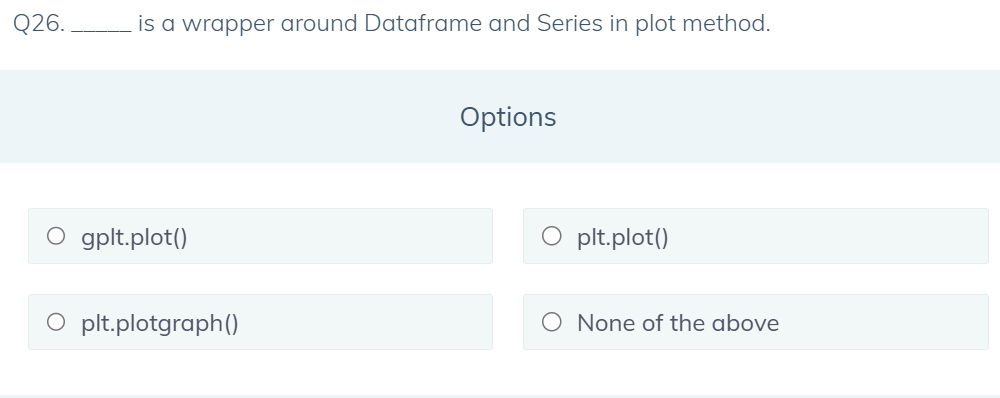 Q26. _____ is a wrapper around Dataframe and Series in plot method.
Options
gplt.plot()
plt.plot()
plt.plotgraph()
None of the above